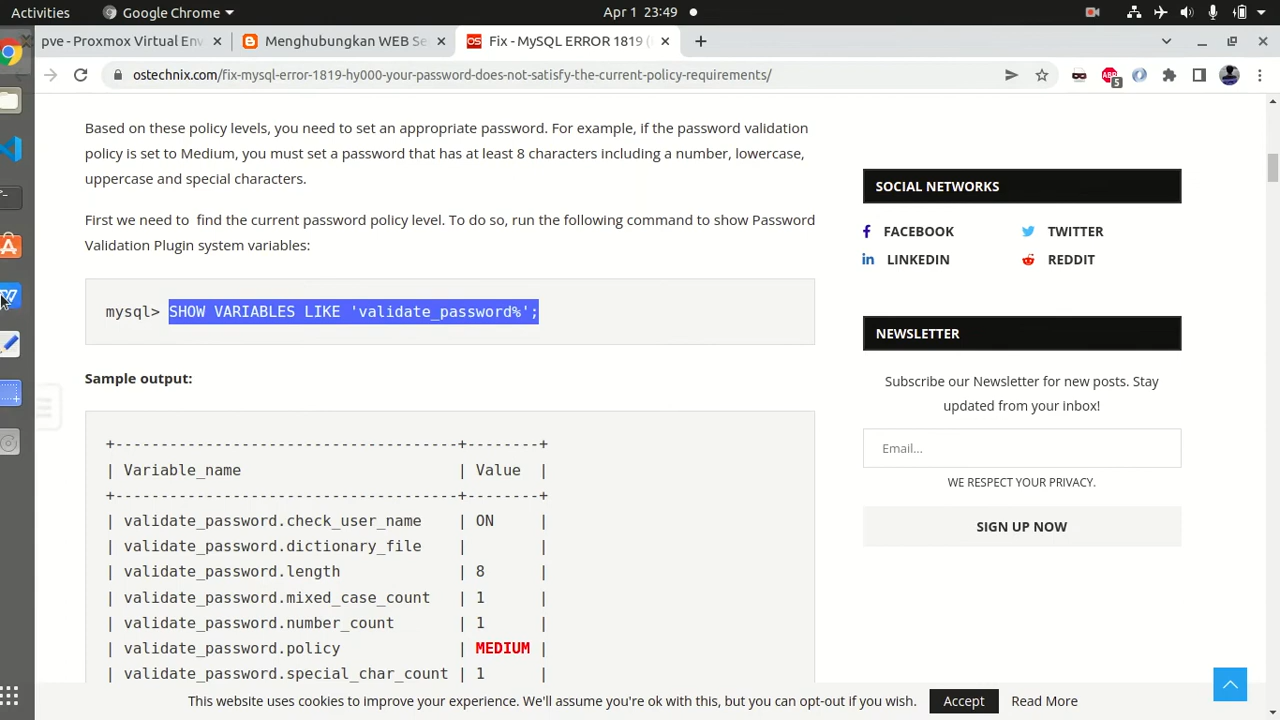 Activities
Google Chrome
Apr 1 23:49
pve - Proxmox Virtual Env
Menghubungkan WEB Se
Fix - MySQL ERROR 1819 (
ostechnix.com/fix-mysql-error-1819-hy000-your-password-does-not-satisfy-the-current-policy-requirements/
ABP
5
Based on these policy levels, you need to set an appropriate password. For example, if the password validation
policy is set to Medium, you must set a password that has at least 8 characters including a number, lowercase,
uppercase and special characters.
First we need to find the current password policy level. To do so, run the following command to show Password
Validation Plugin system variables:
mysql> SHOW VARIABLES LIKE 'validate_password%';
Sample output:
+--------------------------------------+--------+
| Variable_name | Value |
+--------------------------------------+--------+
| validate_password.check_user_name | ON |
| validate_password.dictionary_file | |
| validate_password.length | 8 |
| validate_password.mixed_case_count | 1 |
| validate_password.number_count | 1 |
| validate_password.policy | MEDIUM |
| validate_password.special_char_count | 1 |
SOCIAL NETWORKS
FACEBOOK
TWITTER
LINKEDIN
REDDIT
NEWSLETTER
Subscribe our Newsletter for new posts. Stay
updated from your inbox!
Email...
WE RESPECT YOUR PRIVACY.
SIGN UP NOW
This website uses cookies to improve your experience. We'll assume you're ok with this, but you can opt-out if you wish.
Accept
Read More